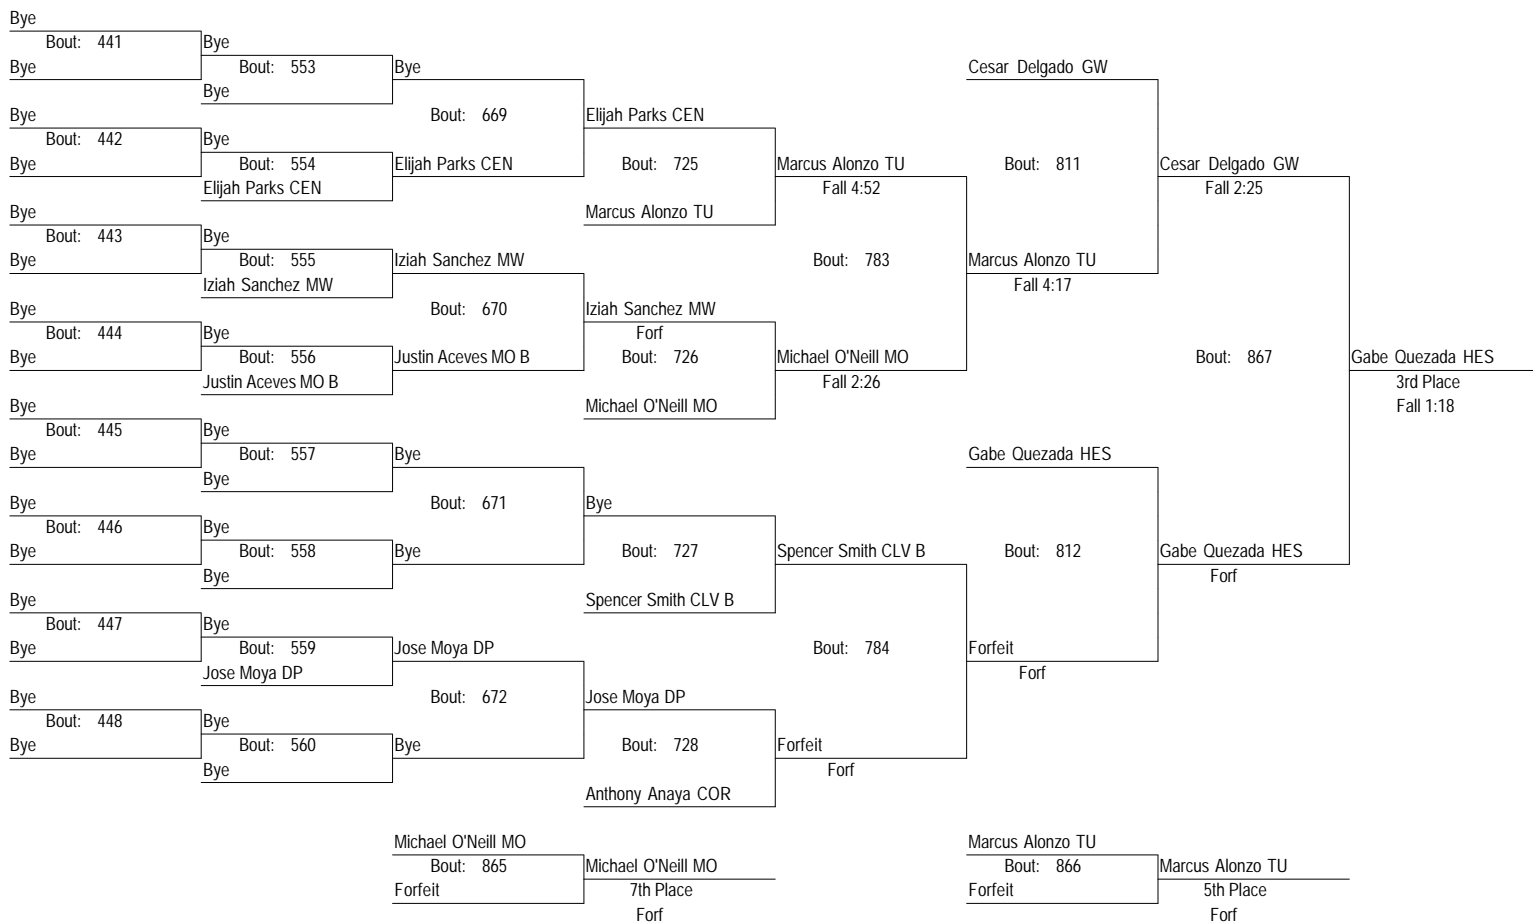 Bye
Bout: 441 Bye
Bye Bout: 553 Bye Cesar Delgado GW
Bye
Bye Bout: 669 Elijah Parks CEN
Bout: 442 Bye
Bye Bout: 554 Elijah Parks CEN Bout: 725 Marcus Alonzo TU Bout: 811 Cesar Delgado GW
Elijah Parks CEN Fall 4:52 Fall 2:25
Bye Marcus Alonzo TU
Bout: 443 Bye
Bye Bout: 555 Iziah Sanchez MW Bout: 783 Marcus Alonzo TU
Iziah Sanchez MW Fall 4:17
Bye Bout: 670 Iziah Sanchez MW
Bout: 444 Bye Forf
Bye Bout: 556 Justin Aceves MO B Bout: 726 Michael O'Neill MO Bout: 867 Gabe Quezada HES
Justin Aceves MO B Fall 2:26 3rd Place
Bye Michael O'Neill MO Fall 1:18
Bout: 445 Bye
Bye Bout: 557 Bye Gabe Quezada HES
Bye
Bye Bout: 671 Bye
Bout: 446 Bye
Bye Bout: 558 Bye Bout: 727 Spencer Smith CLV B Bout: 812 Gabe Quezada HES
Bye Forf
Bye Spencer Smith CLV B
Bout: 447 Bye
Bye Bout: 559 Jose Moya DP Bout: 784 Forfeit
Jose Moya DP Forf
Bye Bout: 672 Jose Moya DP
Bout: 448 Bye
Bye Bout: 560 Bye Bout: 728 Forfeit
Bye Forf
Anthony Anaya COR
Michael O'Neill MO Marcus Alonzo TU
Bout: 865 Michael O'Neill MO Bout: 866 Marcus Alonzo TU
Forfeit 7th Place Forfeit 5th Place
Forf Forf